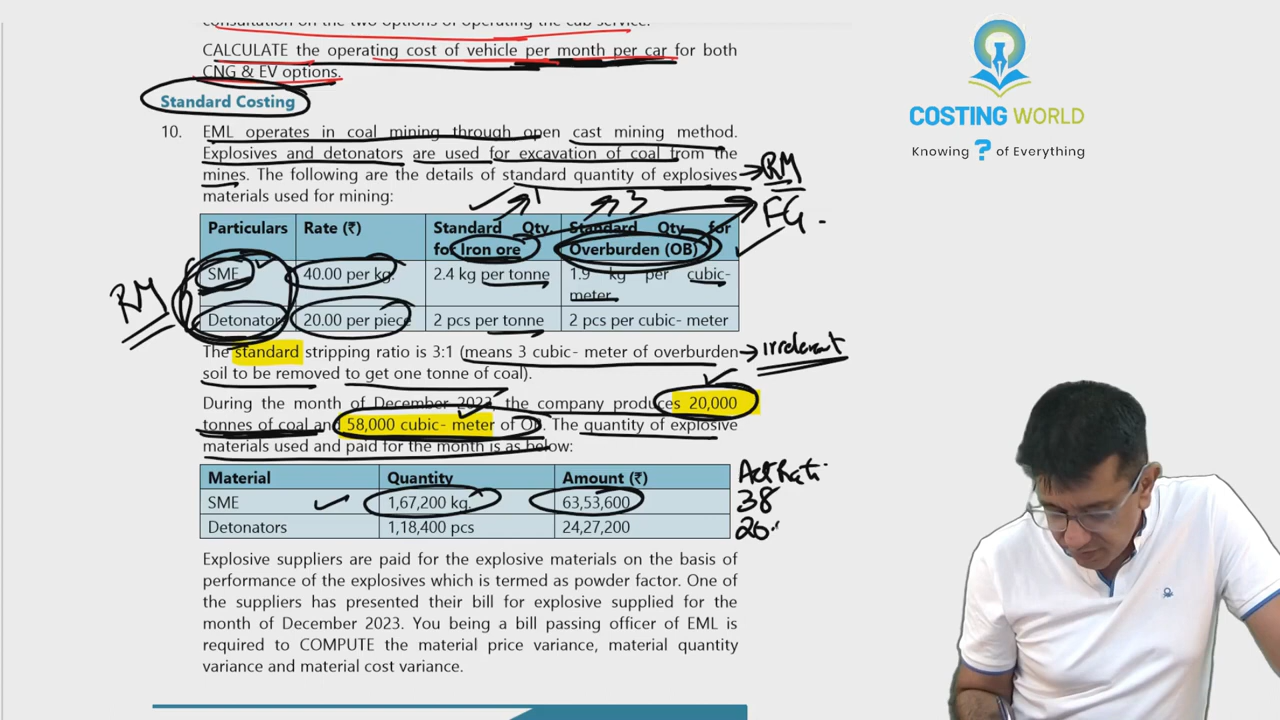 consultation on the two options of operating the cab service.
CALCULATE the operating cost of vehicle per month per car for both
CNG & EV options.
Standard Costing
10. EML operates in coal mining through open cast mining method.
Explosives and detonators are used for excavation of coal from the
mines. The following are the details of standard quantity of explosives
materials used for mining:
RM
FG
Particulars Rate (₹) Standard Qty. for Iron ore Standard Qty for Overburden (OB)
SME 40.00 per kg. 2.4 kg per tonne 1.9 kg per cubic-meter
Detonator 20.00 per piece 2 pcs per tonne 2 pcs per cubic- meter
RM
1
3
The standard stripping ratio is 3:1 (means 3 cubic- meter of overburden
soil to be removed to get one tonne of coal).
irrelevant
During the month of December 2023, the company produces 20,000
tonnes of coal and 58,000 cubic- meter of OB. The quantity of explosive
materials used and paid for the month is as below:
Material Quantity Amount (₹)
SME 1,67,200 kg. 63,53,600 38
Detonators 1,18,400 pcs 24,27,200 20.
Explosive suppliers are paid for the explosive materials on the basis of
performance of the explosives which is termed as powder factor. One of
the suppliers has presented their bill for explosive supplied for the
month of December 2023. You being a bill passing officer of EML is
required to COMPUTE the material price variance, material quantity
variance and material cost variance.
COSTING WORLD
Knowing ? of Everything